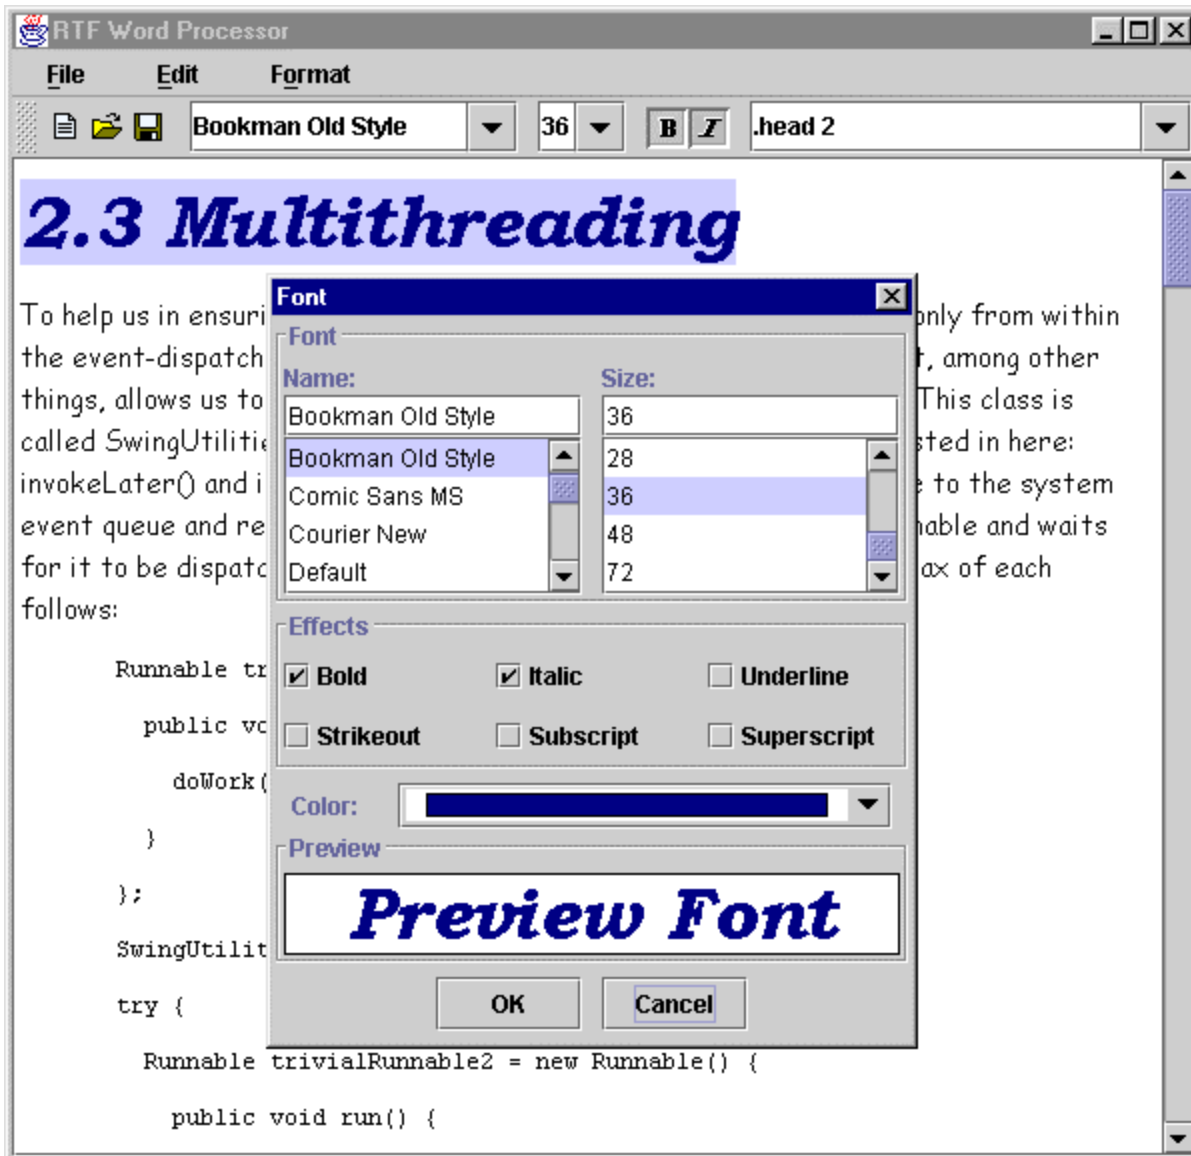 RTF Word Processor
File Edit Format
Bookman Old Style 36 B I .head 2
2.3 Multithreading
To help us in ensuri
only from within
the event-dispatch
t, among other
things, allows us to
This class is
called SwingUtilitie
sted in here:
invokeLater() and i
e to the system
event queue and re
nable and waits
for it to be dispatc
ax of each
follows:
Runnable tr
public vo
doWork(
}
};
SwingUtilit
try {
Runnable trivialRunnable2 = new Runnable() {
public void run() {
Font
Font
Name: Size:
Bookman Old Style 36
Bookman Old Style 28
Comic Sans MS 36
Courier New 48
Default 72
Effects
Bold Italic Underline
Strikeout Subscript Superscript
Color:
Preview
Preview Font
OK Cancel